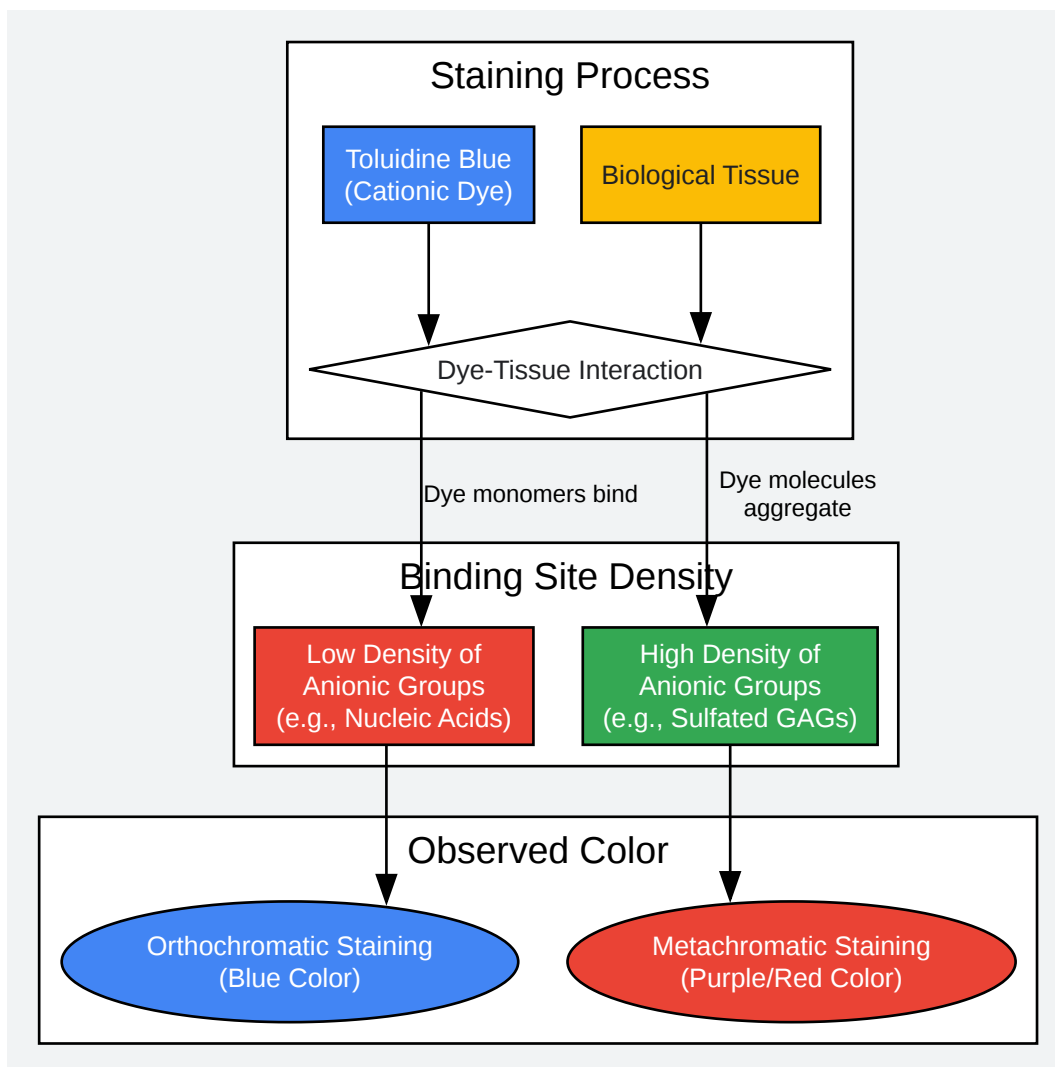 Staining Process
Toluidine Blue
(Cationic Dye)
Biological Tissue
Dye-Tissue Interaction
Dye monomers bind
Dye molecules
aggregate
Binding Site Density
Low Density of
Anionic Groups
(e.g., Nucleic Acids)
High Density of
Anionic Groups
(e.g., Sulfated GAGs)
Observed Color
Orthochromatic Staining
(Blue Color)
Metachromatic Staining
(Purple/Red Color)